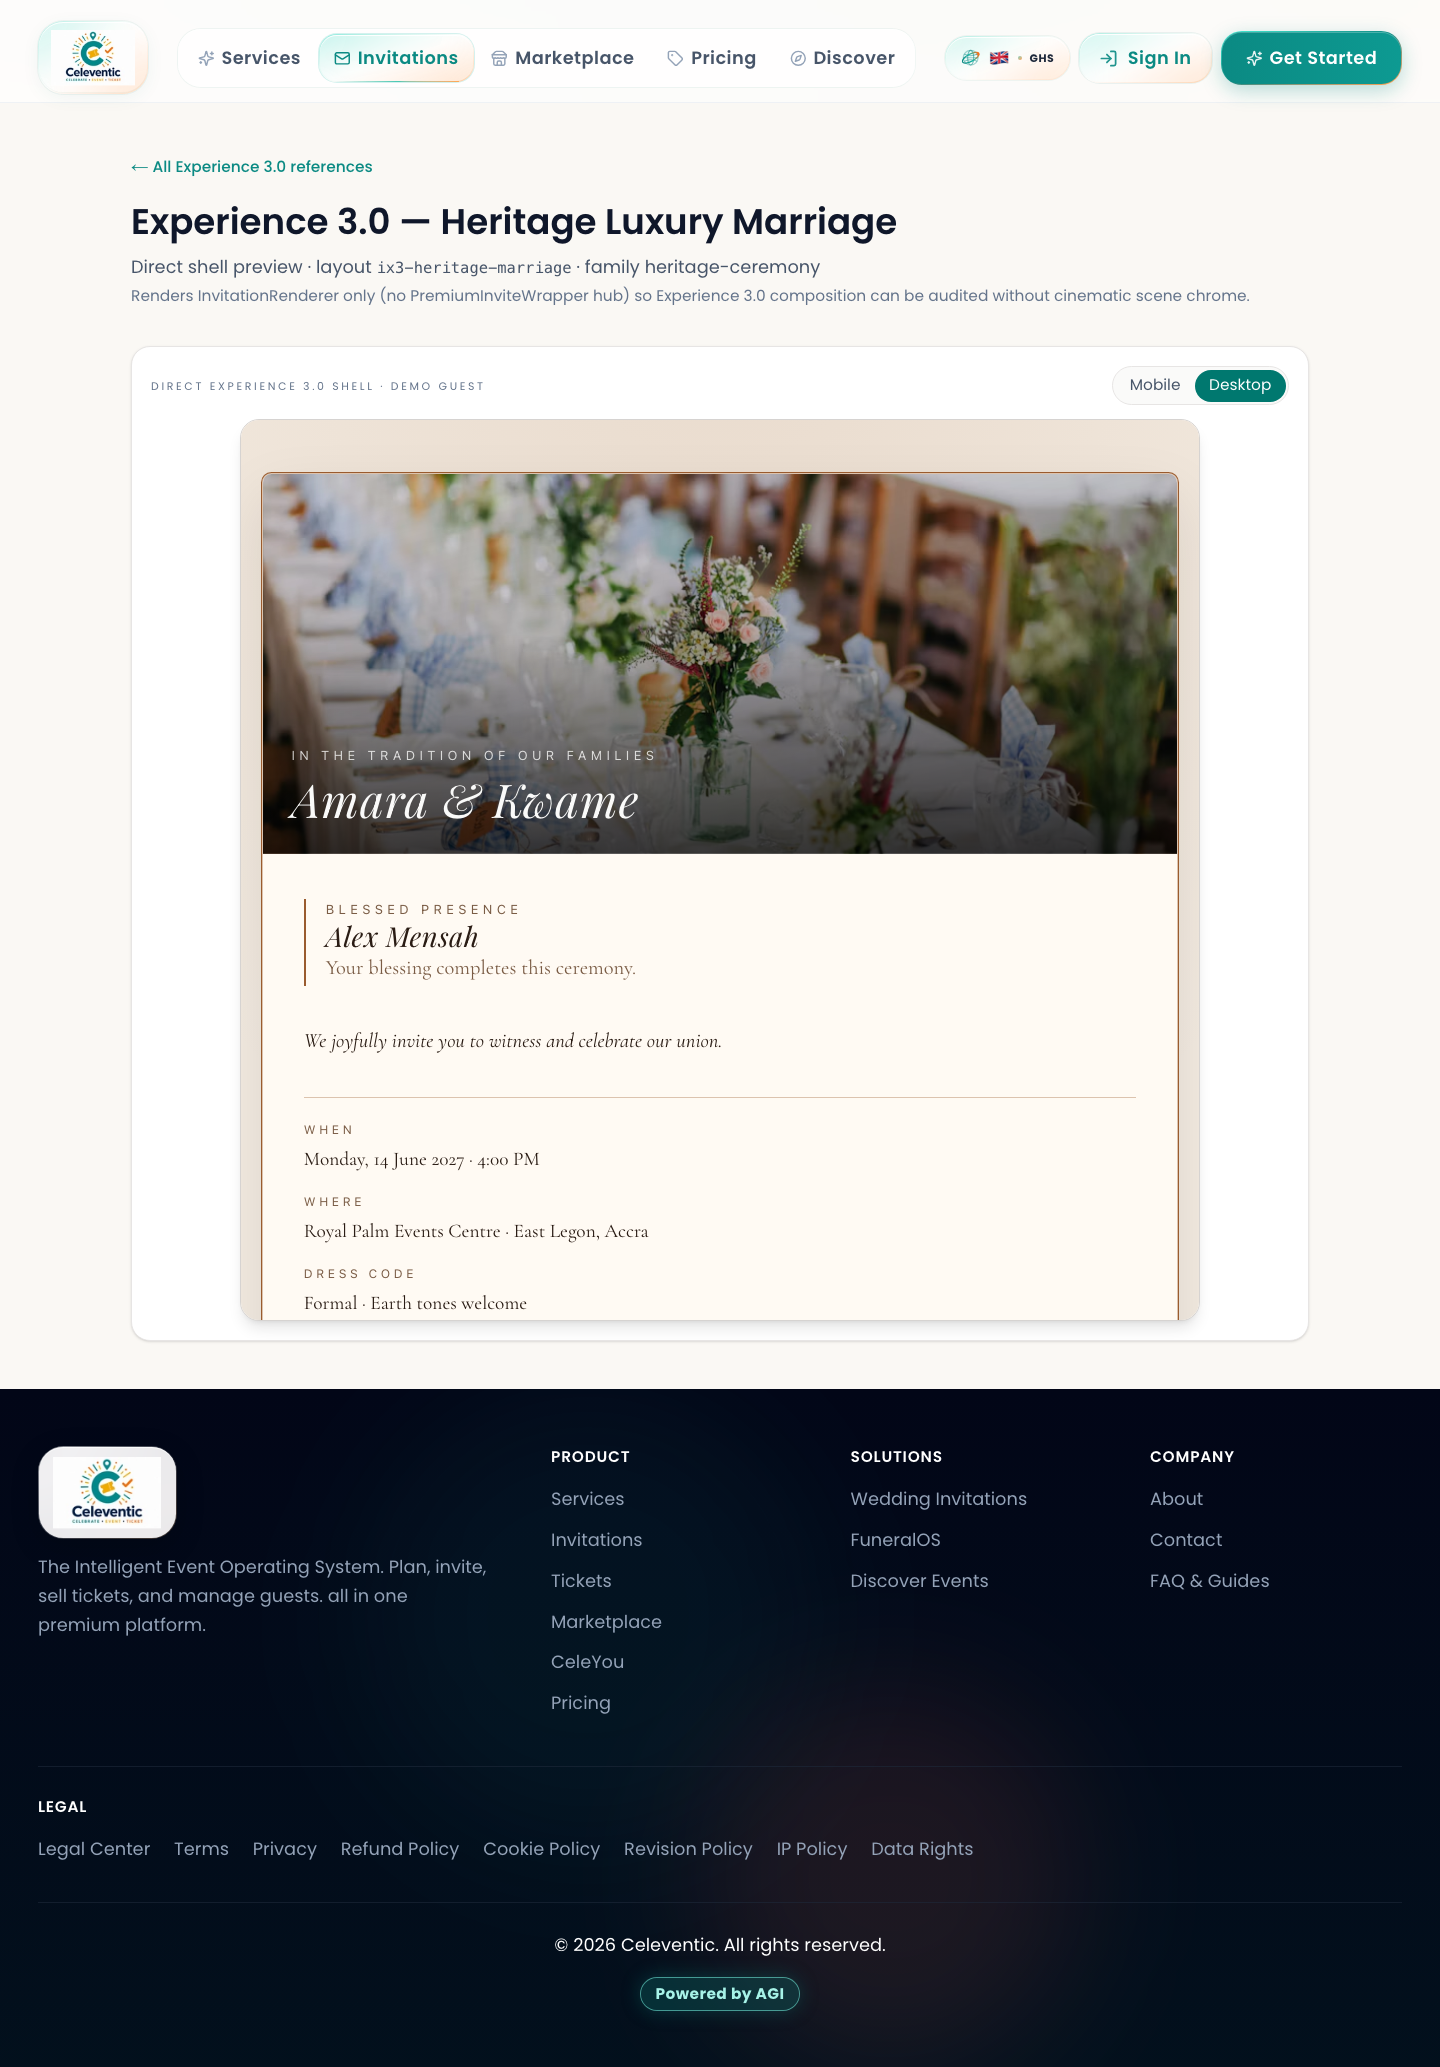 Celeventic
CELEBRATE • EVENT • TICKET
Services
Invitations
Marketplace
Pricing
Discover
GHS
Sign In
Get Started
← All Experience 3.0 references
Experience 3.0 — Heritage Luxury Marriage
Direct shell preview · layout ix3-heritage-marriage · family heritage-ceremony
Renders InvitationRenderer only (no PremiumInviteWrapper hub) so Experience 3.0 composition can be audited without cinematic scene chrome.
DIRECT EXPERIENCE 3.0 SHELL · DEMO GUEST
Mobile
Desktop
IN THE TRADITION OF OUR FAMILIES
Amara & Kwame
BLESSED PRESENCE
Alex Mensah
Your blessing completes this ceremony.
We joyfully invite you to witness and celebrate our union.
WHEN
Monday, 14 June 2027 · 4:00 PM
WHERE
Royal Palm Events Centre · East Legon, Accra
DRESS CODE
Formal · Earth tones welcome
Celeventic
CELEBRATE • EVENT • TICKET
The Intelligent Event Operating System. Plan, invite,
sell tickets, and manage guests. all in one
premium platform.
PRODUCT
Services
Invitations
Tickets
Marketplace
CeleYou
Pricing
SOLUTIONS
Wedding Invitations
FuneralOS
Discover Events
COMPANY
About
Contact
FAQ & Guides
LEGAL
Legal Center
Terms
Privacy
Refund Policy
Cookie Policy
Revision Policy
IP Policy
Data Rights
© 2026 Celeventic. All rights reserved.
Powered by AGI